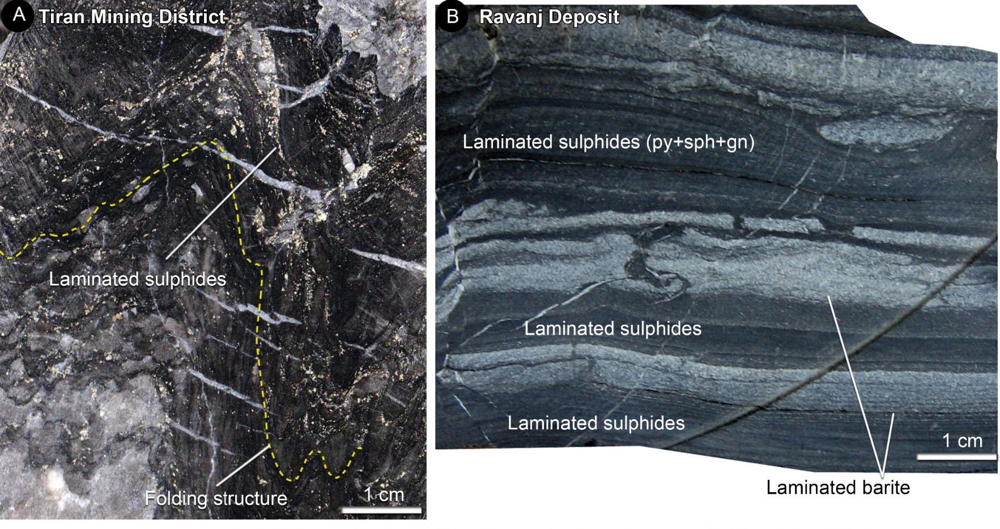 A Tiran Mining District
Laminated sulphides
Folding structure
1 cm
B Ravanj Deposit
Laminated sulphides (py+sph+gn)
Laminated sulphides
Laminated sulphides
1 cm
Laminated barite